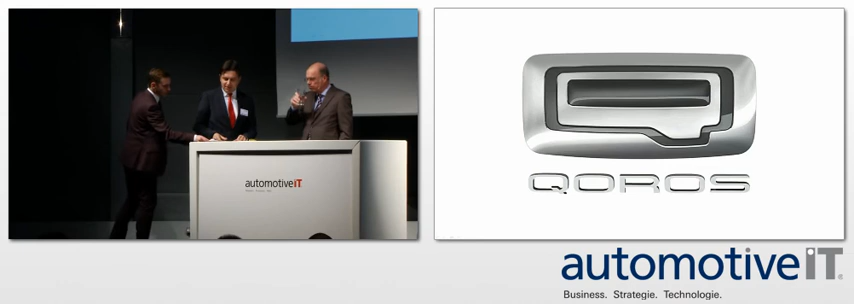 automotiveIT
QOROS
automotiveIT
Business. Strategie. Technologie.